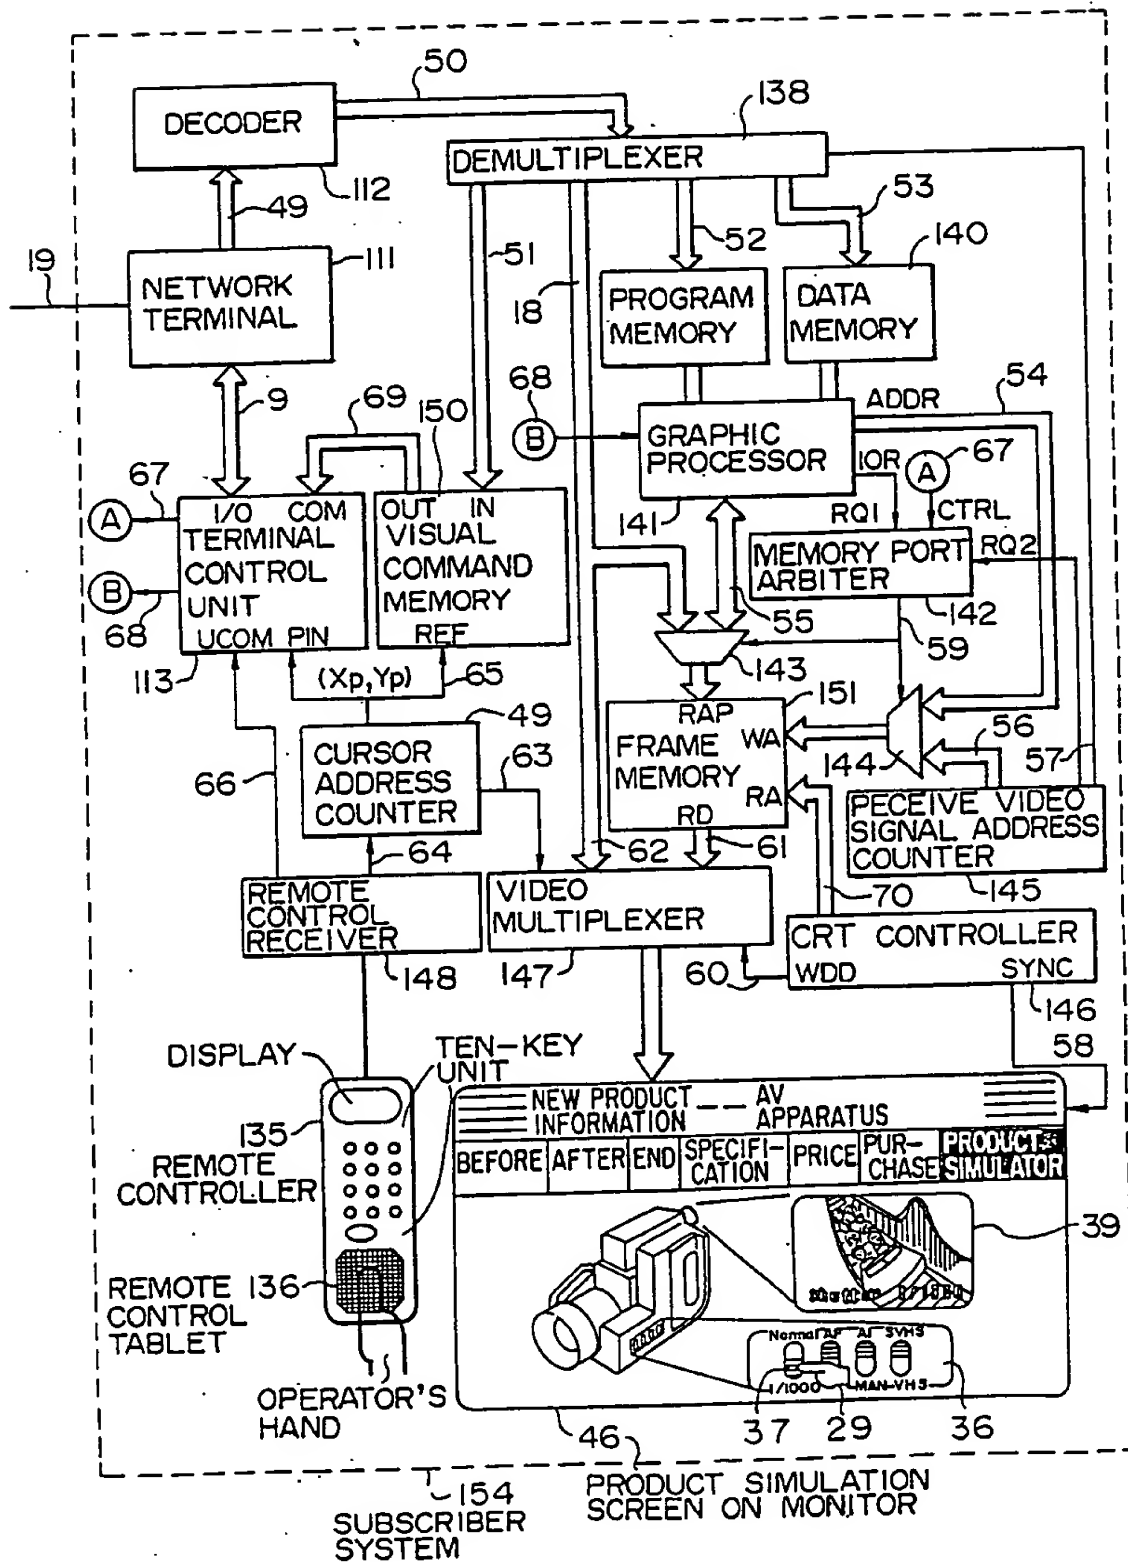 50
138
DECODER
DEMULTIPLEXER
112
49
53
51
52
140
19
111
NETWORK
TERMINAL
18
PROGRAM
MEMORY
DATA
MEMORY
9
69
150
68
B
ADDR
54
GRAPHIC
PROCESSOR
IOR
A
67
67
A
I/O COM
TERMINAL
CONTROL
UNIT
UCOM PIN
OUT IN
VISUAL
COMMAND
MEMORY
REF
141
RQ1
CTRL
MEMORY PORT
ARBITER
RQ2
B
68
55
142
59
143
113
(Xp,Yp)
65
151
49
RAP
FRAME
MEMORY
WA
RA
RD
56
144
57
66
CURSOR
ADDRESS
COUNTER
63
PECEIVE VIDEO
SIGNAL ADDRESS
COUNTER
64
62
61
70
145
REMOTE
CONTROL
RECEIVER
VIDEO
MULTIPLEXER
CRT CONTROLLER
WDD
SYNC
148
147
60
146
58
DISPLAY
TEN-KEY
UNIT
NEW PRODUCT
INFORMATION
-- AV
APPARATUS
135
REMOTE
CONTROLLER
BEFORE
AFTER
END
SPECIFI-
CATION
PRICE
PUR-
CHASE
PRODUCT
SIMULATOR
39
REMOTE
CONTROL
TABLET
136
Normal
AF
SVHS
1/1000
MAN
VHS
OPERATOR'S
HAND
37
29
36
46
PRODUCT SIMULATION
SCREEN ON MONITOR
154
SUBSCRIBER
SYSTEM